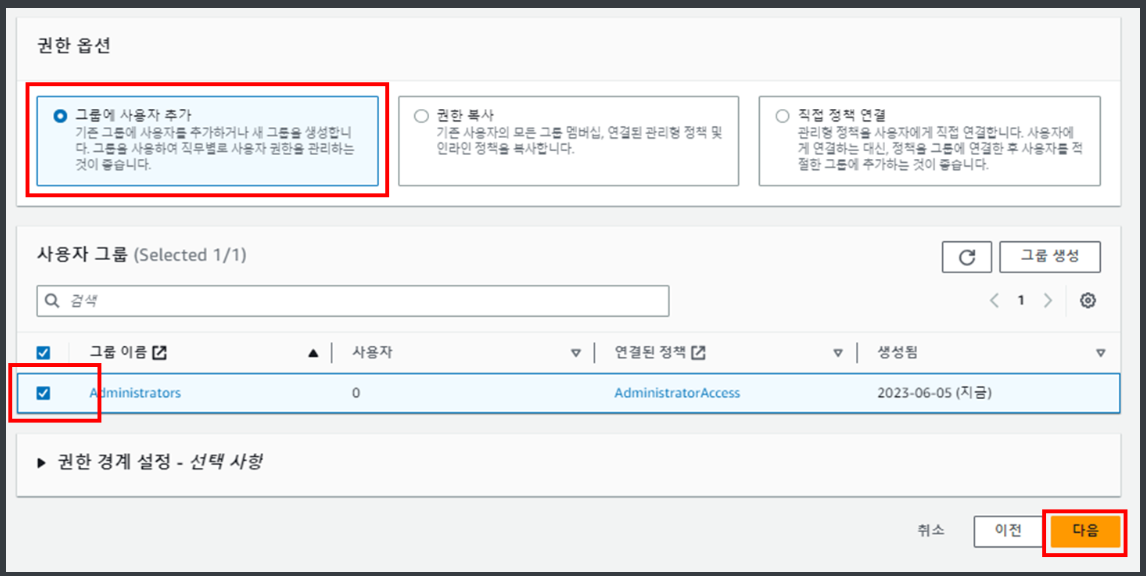 권한 옵션
그룹에 사용자 추가
기존 그룹에 사용자를 추가하거나 새 그룹을 생성합니
다. 그룹을 사용하여 직무별로 사용자 권한을 관리하는
것이 좋습니다.
권한 복사
기존 사용자의 모든 그룹 멤버십, 연결된 관리형 정책 및
인라인 정책을 복사합니다.
직접 정책 연결
관리형 정책을 사용자에게 직접 연결합니다. 사용자에
게 연결하는 대신, 정책을 그룹에 연결한 후 사용자를 적
절한 그룹에 추가하는 것이 좋습니다.
사용자 그룹 (Selected 1/1)
그룹 생성
검색
1
그룹 이름 사용자 연결된 정책 생성됨
Administrators 0 AdministratorAccess 2023-06-05 (지금)
권한 경계 설정 - 선택 사항
취소 이전 다음